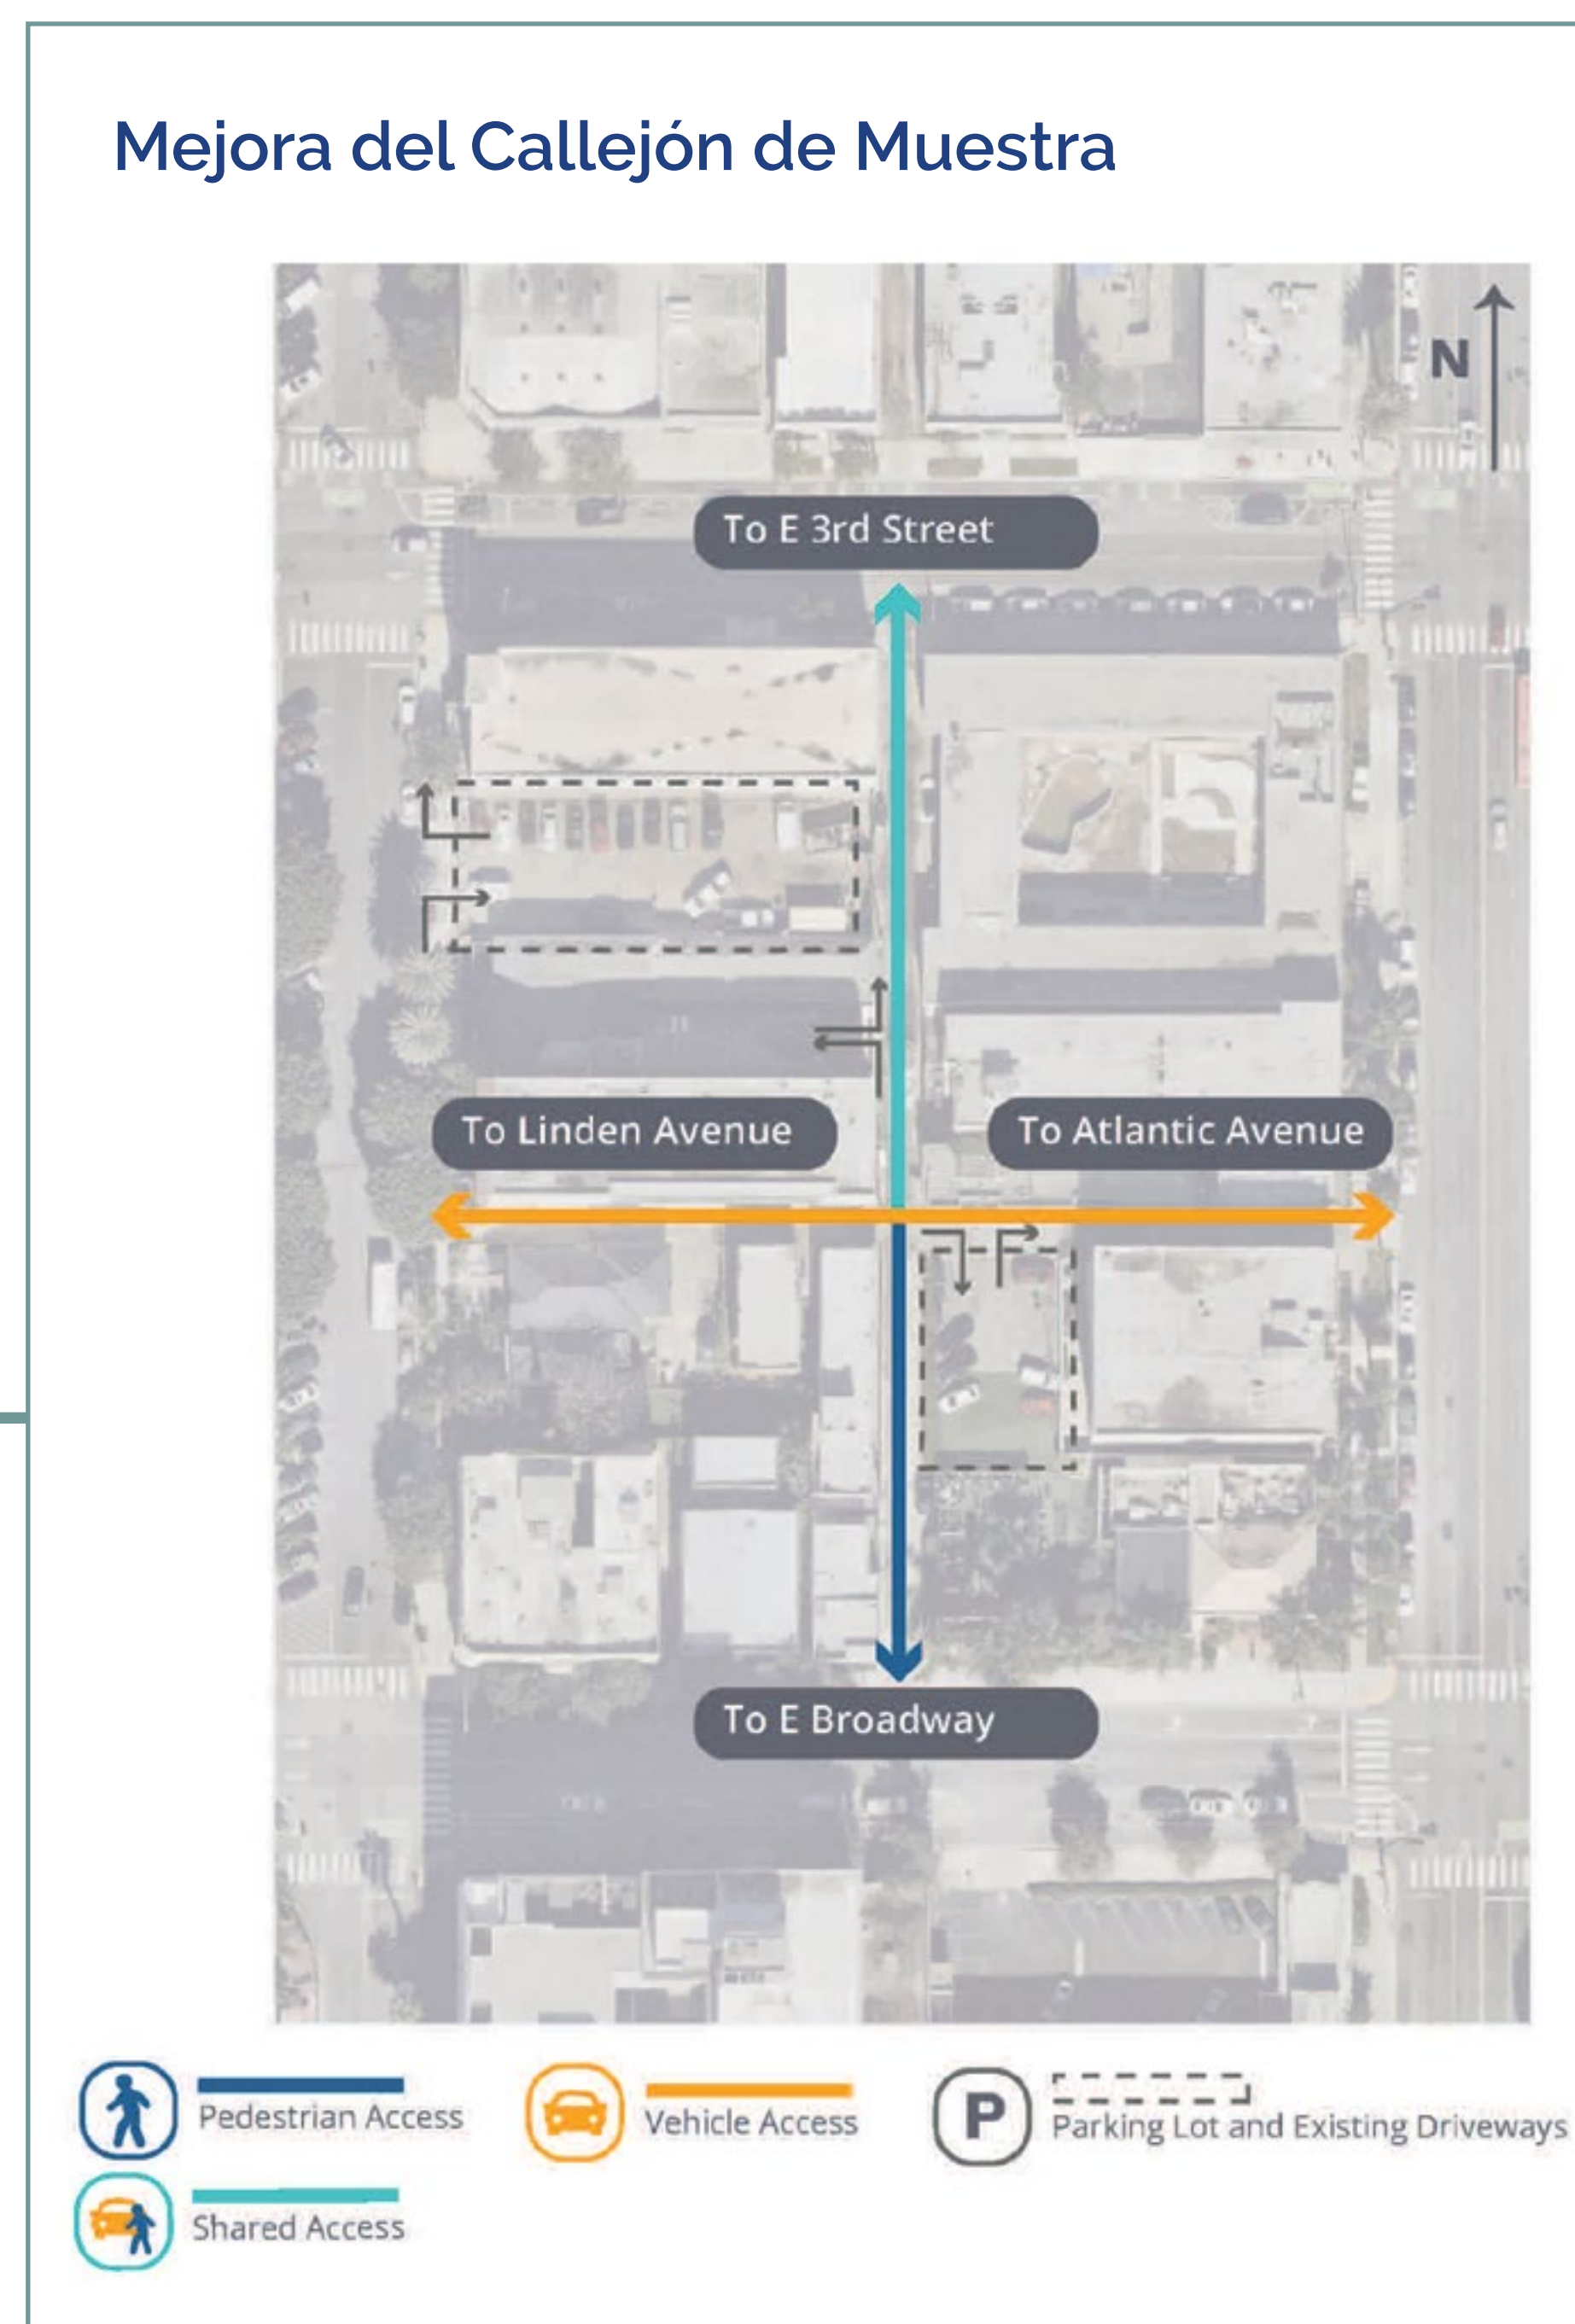 Mejora del Callejón de Muestra
N
To E 3rd Street
To Linden Avenue
To Atlantic Avenue
To E Broadway
Pedestrian Access
Vehicle Access
P
Parking Lot and Existing Driveways
Shared Access